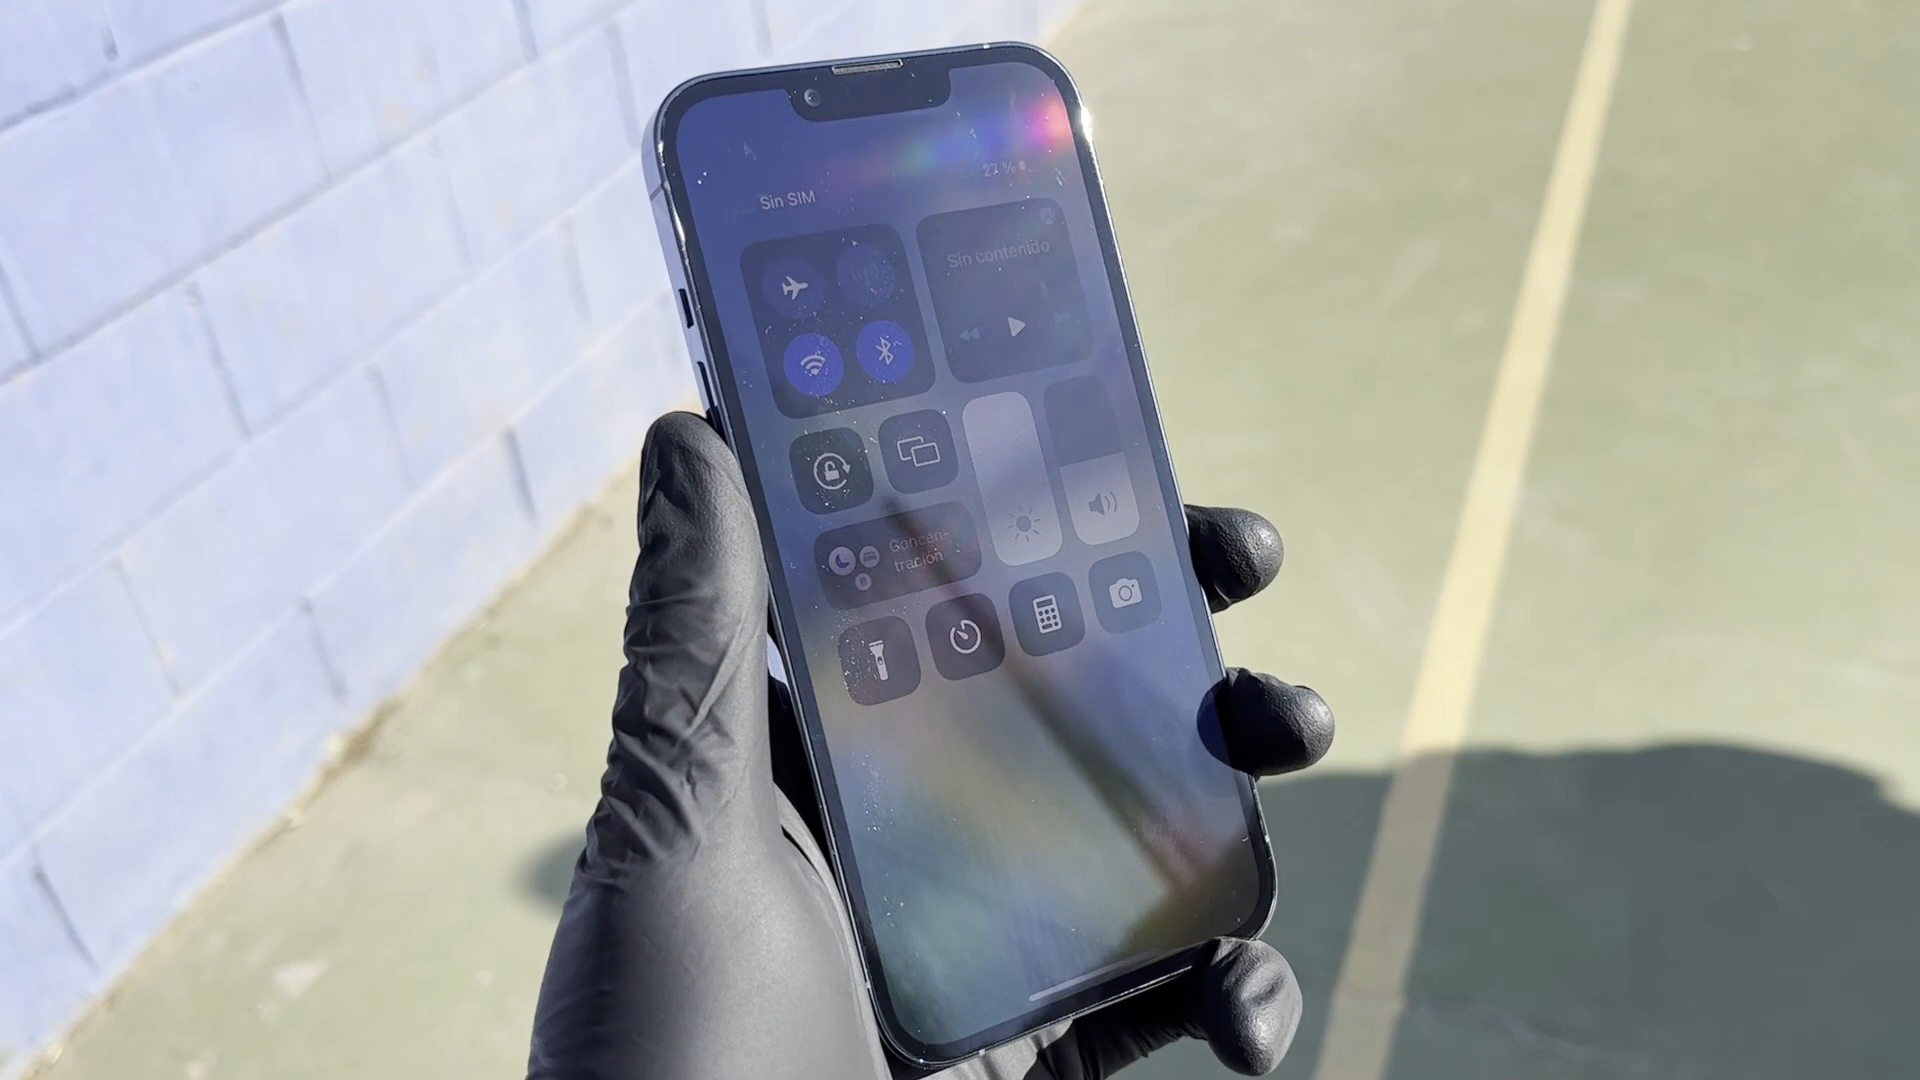 27 %
Sin SIM
Sin contenido
Concen-
tración